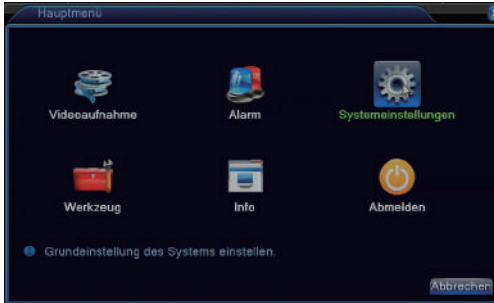 Hauptmenü
Videoaufnahme
Alarm
Systemeinstellungen
Werkzeug
Info
Abmelden
Grundeinstellung des Systems einstellen.
Abbrechen